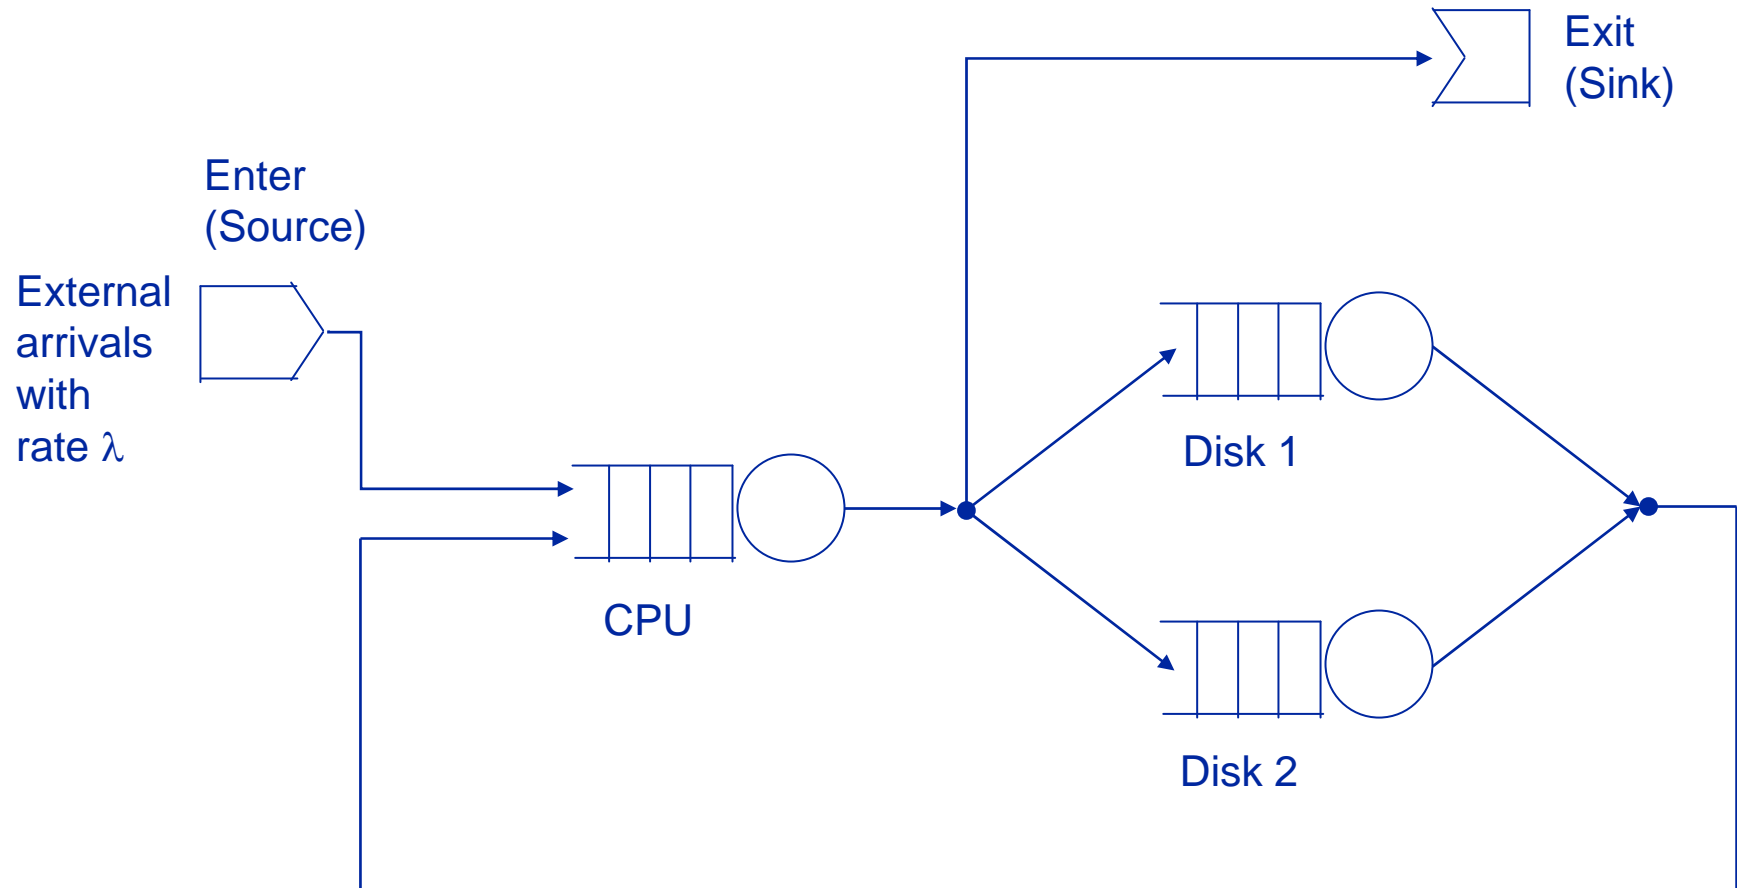 Exit
(Sink)
Enter
(Source)
External
arrivals
with
rate λ
Disk 1
CPU
Disk 2